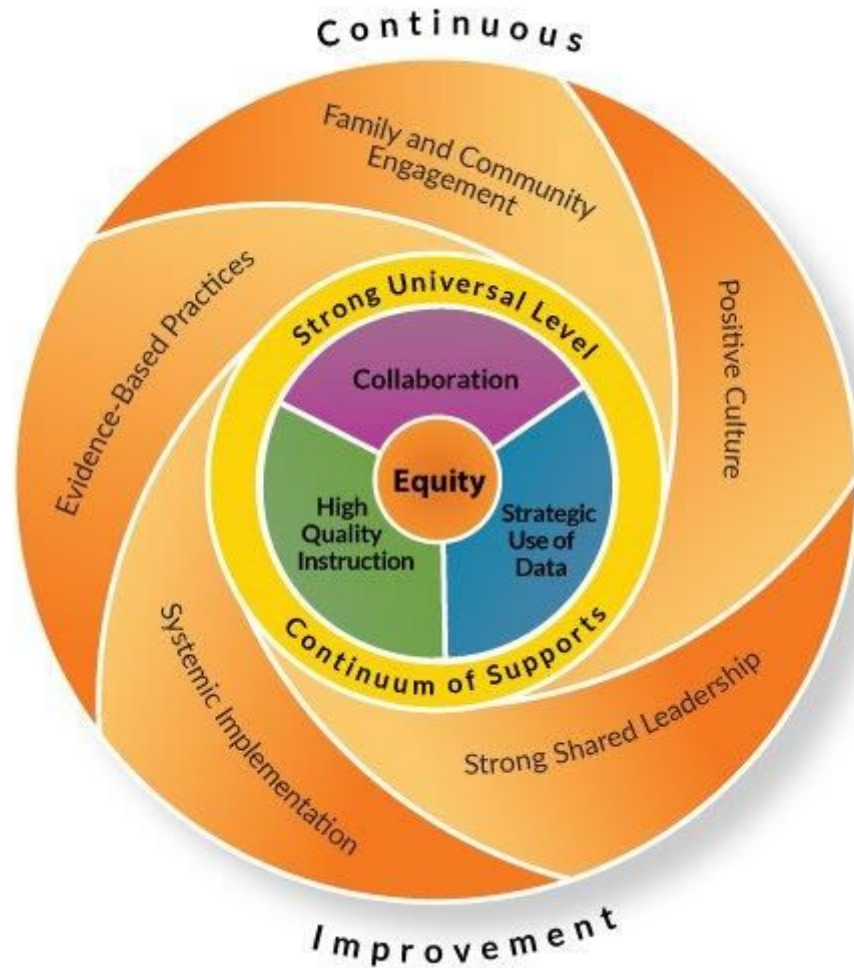 Continuous
Family and Community
Engagement
Positive Culture
Strong Shared Leadership
Systemic Implementation
Evidence-Based Practices
Strong Universal Level
Collaboration
Equity
High
Quality
Instruction
Strategic
Use of
Data
Continuum of Supports
Improvement